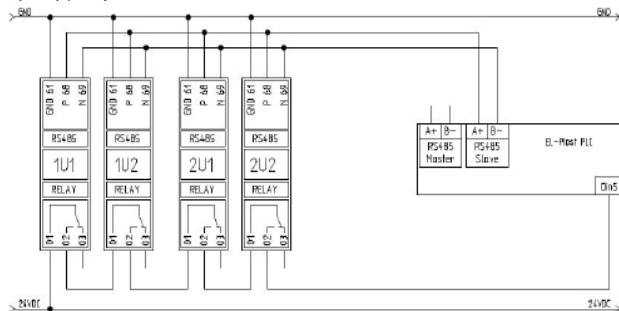 GND GND
GND 61 P 68 N 69 GND 61 P 68 N 69 GND 61 P 68 N 69 GND 61 P 68 N 69
RS485 RS485 RS485 RS485
A+ B- A+ B-
RS485 Master RS485 Slave EL-Plast PLC
1U1 1U2 2U1 2U2
RELAY RELAY RELAY RELAY
DIn5
01 02 03 01 02 03 01 02 03 01 02 03
24VDC 24VDC